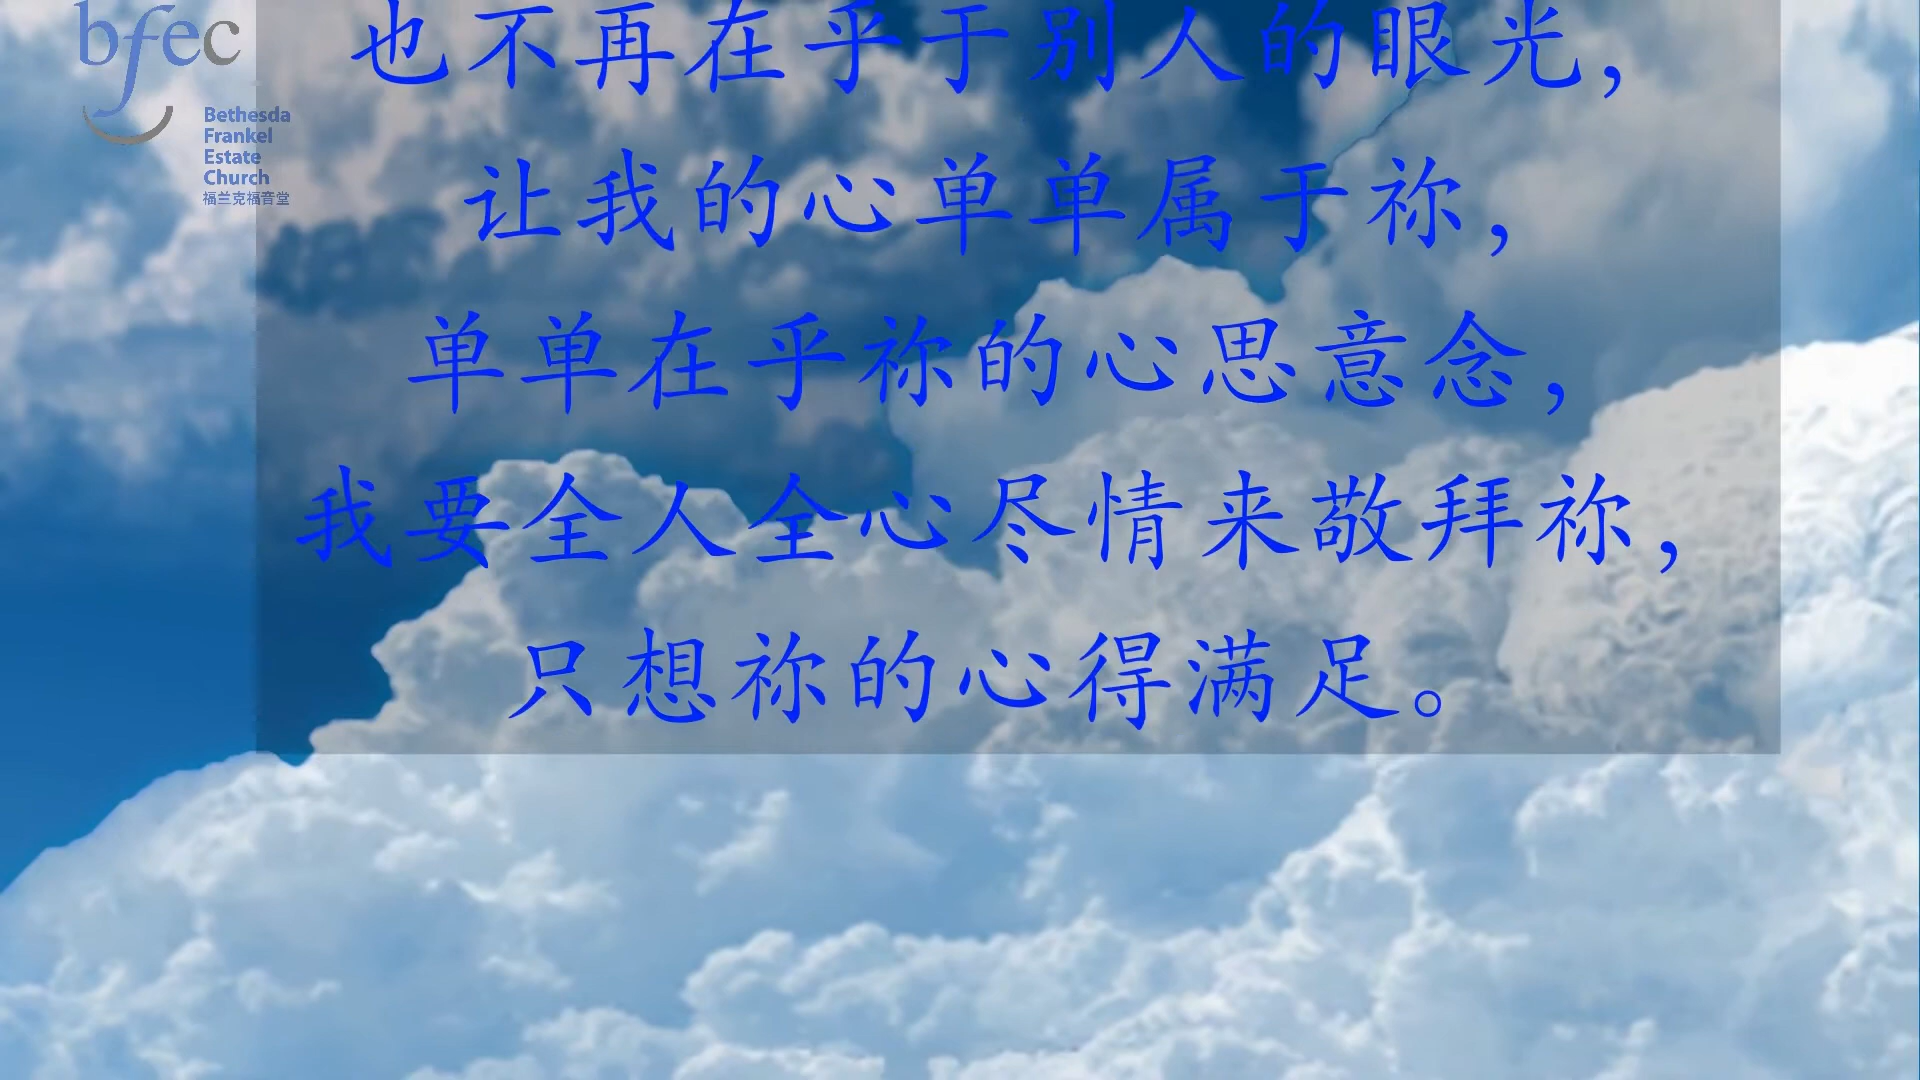 bfec
Bethesda
Frankel
Estate
Church
福兰克福音堂
也不再在乎于别人的眼光，
让我的心单单属于祢，
单单在乎祢的心思意念，
我要全人全心尽情来敬拜祢，
只想祢的心得满足。